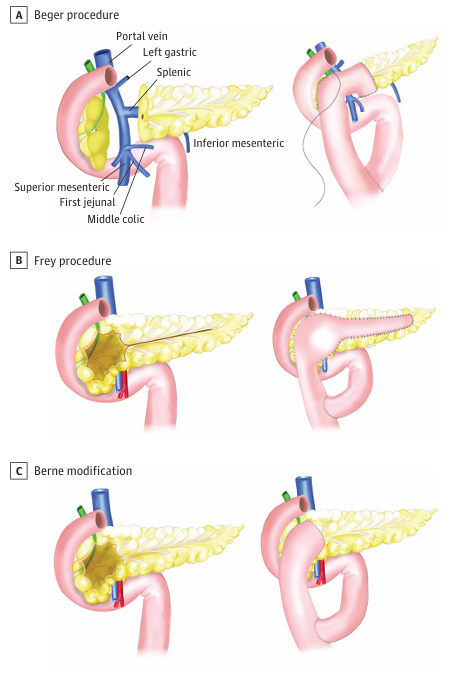 A Beger procedure
Portal vein
Left gastric
Splenic
Inferior mesenteric
Superior mesenteric
First jejunal
Middle colic
B Frey procedure
C Berne modification